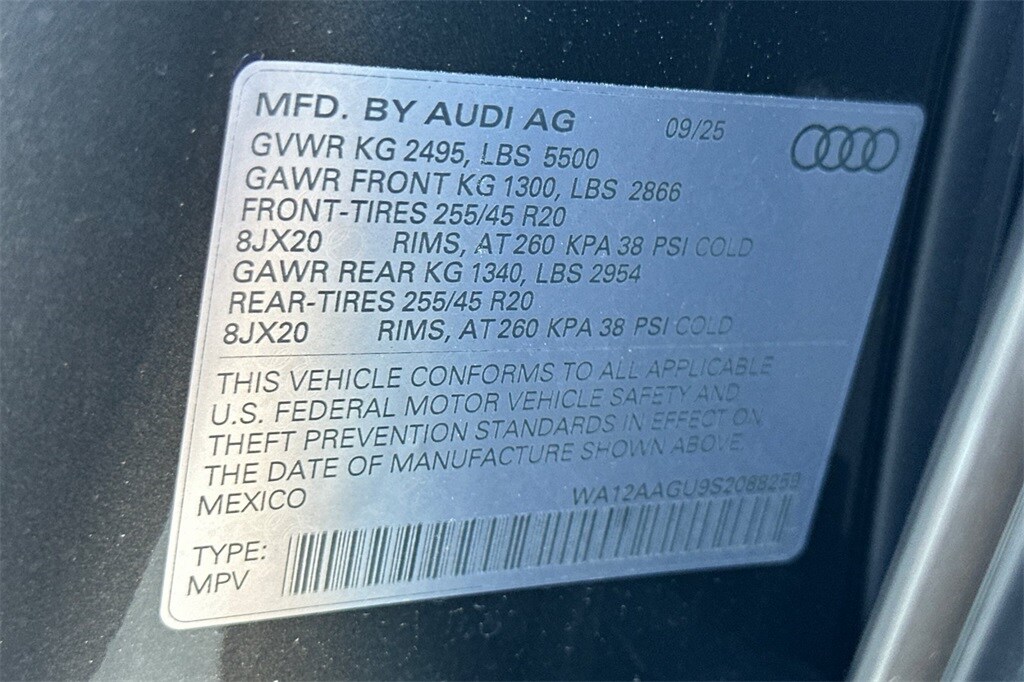 MFD. BY AUDI AG 09/25
GVWR KG 2495, LBS 5500
GAWR FRONT KG 1300, LBS 2866
FRONT-TIRES 255/45 R20
8JX20 RIMS, AT 260 KPA 38 PSI COLD
GAWR REAR KG 1340, LBS 2954
REAR-TIRES 255/45 R20
8JX20 RIMS, AT 260 KPA 38 PSI COLD
THIS VEHICLE CONFORMS TO ALL APPLICABLE
U.S. FEDERAL MOTOR VEHICLE SAFETY AND
THEFT PREVENTION STANDARDS IN EFFECT ON
THE DATE OF MANUFACTURE SHOWN ABOVE.
MEXICO WA12AAGU9S2088259
TYPE:
MPV